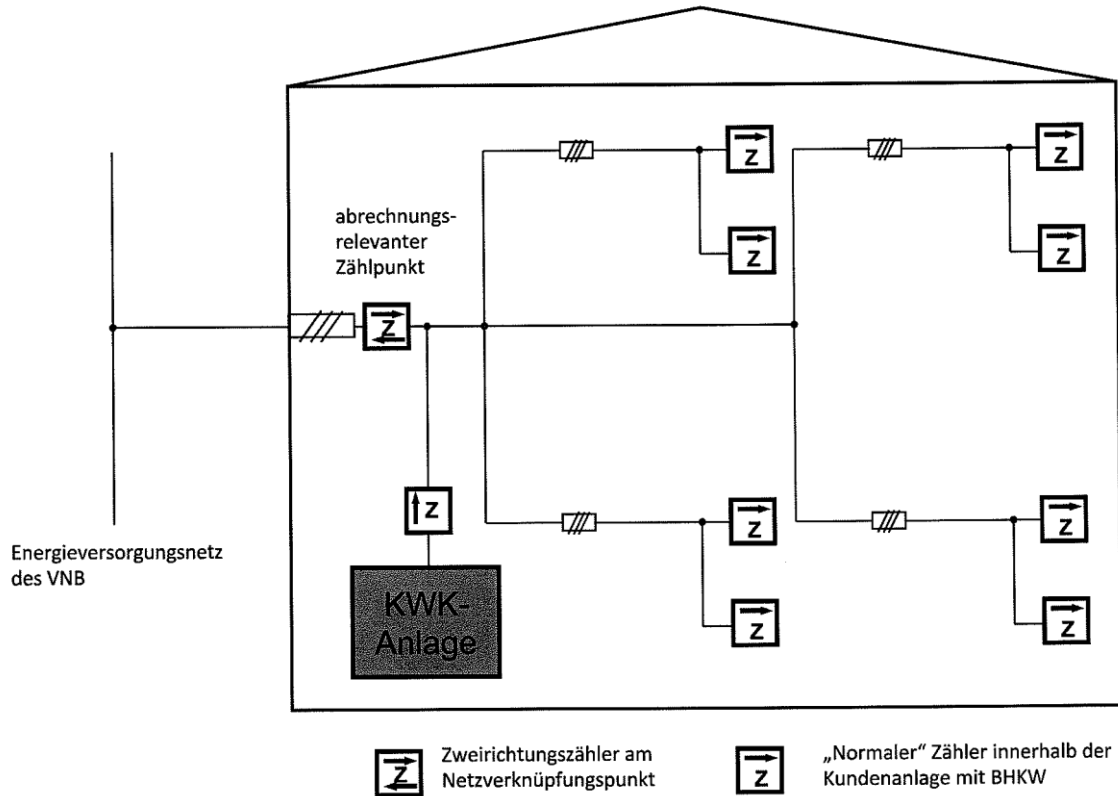 abrechnungs-
relevanter
Zählpunkt
Z
Z
Z
Z
Z
Z
Z
Z
Z
Z
Energieversorgungsnetz
des VNB
KWK-
Anlage
Z
Zweirichtungszähler am
Netzverknüpfungspunkt
Z
„Normaler“ Zähler innerhalb der
Kundenanlage mit BHKW